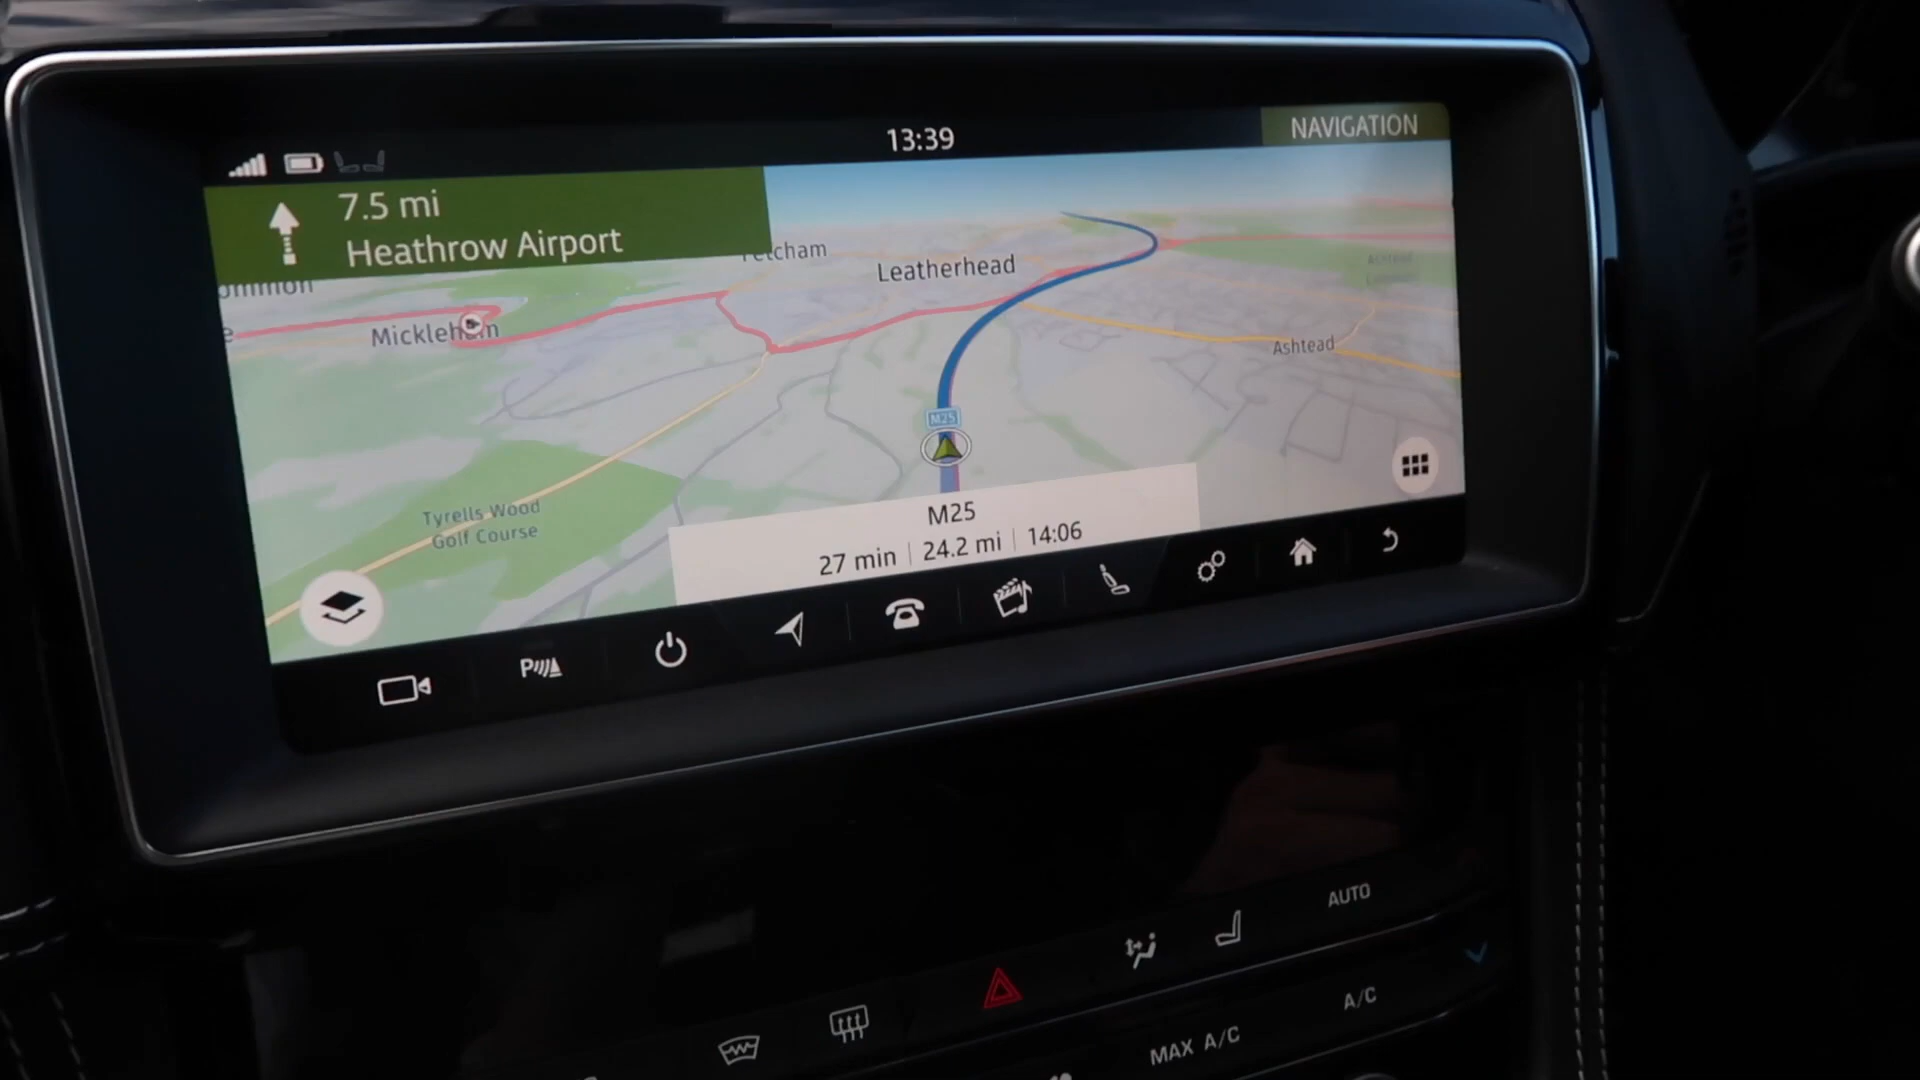 13:39
NAVIGATION
7.5 mi
Heathrow Airport
Leatherhead
Mickleham
Ashtead
M25
Tyrells Wood
Golf Course
M25
27 min | 24.2 mi | 14:06
P
AUTO
A/C
MAX A/C